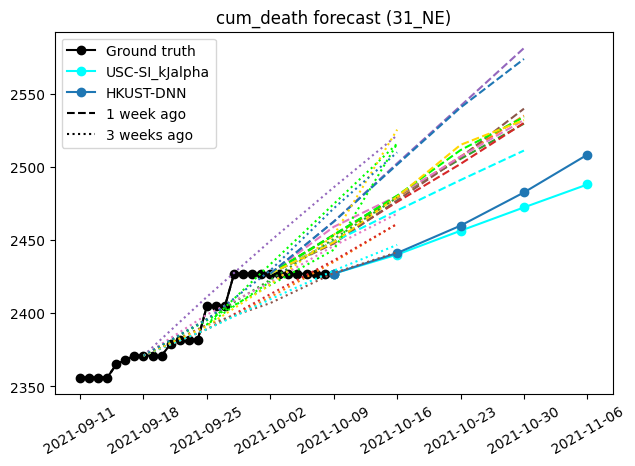 cum_death forecast (31_NE)
Ground truth
USC-SI_kJalpha
HKUST-DNN
1 week ago
3 weeks ago
2550
2500
2450
2400
2350
2021-09-11
2021-09-18
2021-09-25
2021-10-02
2021-10-09
2021-10-16
2021-10-23
2021-10-30
2021-11-06